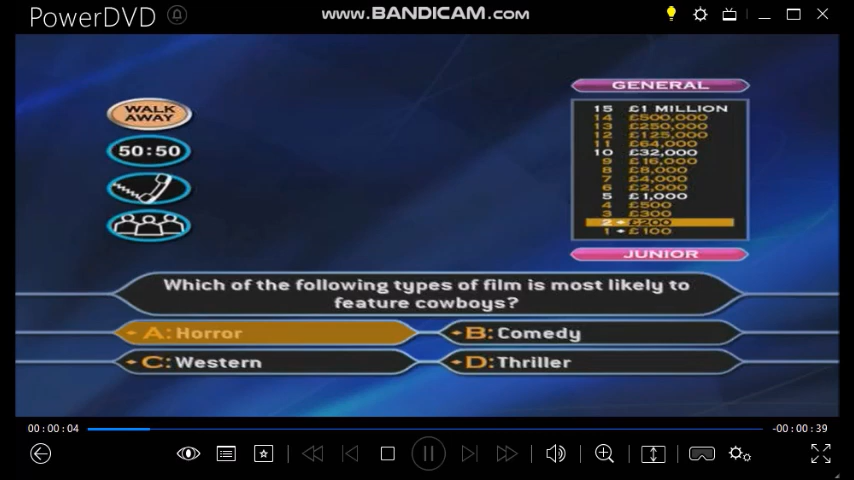 PowerDVD
www.BANDICAM.com
WALK AWAY
50:50
GENERAL
15 £1 MILLION
14 £500,000
13 £250,000
12 £125,000
11 £64,000
10 £32,000
9 £16,000
8 £8,000
7 £4,000
6 £2,000
5 £1,000
4 £500
3 £300
2 £200
1 £100
JUNIOR
Which of the following types of film is most likely to
feature cowboys?
A: Horror
B: Comedy
C: Western
D: Thriller
00:00:04
-00:00:39